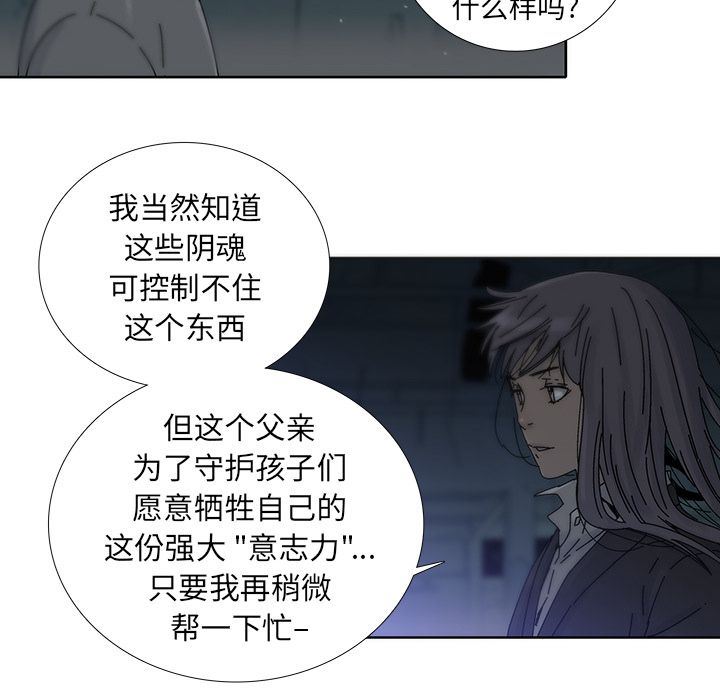 什么样吗?
我当然知道
这些阴魂
可控制不住
这个东西
但这个父亲
为了守护孩子们
愿意牺牲自己的
这份强大"意志力"...
只要我再稍微
帮一下忙–